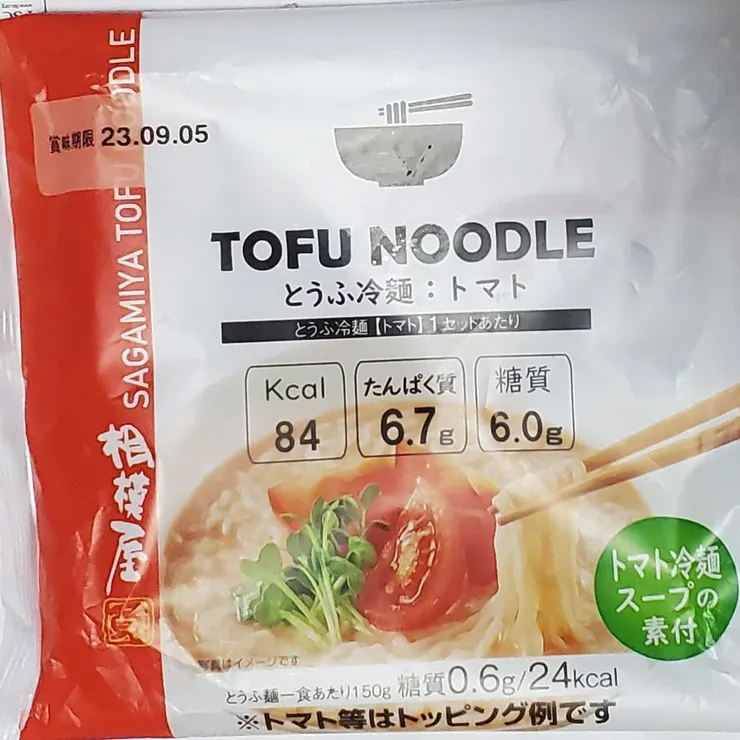 賞味期限 23.09.05
SAGAMIYA TOFU NOODLE
相模屋
TOFU NOODLE
とうふ冷麺：トマト
とうふ冷麺【トマト】1セットあたり
Kcal
84
たんぱく質
6.7g
糖質
6.0g
トマト冷麺
スープの
素付
写真はイメージです
とうふ麺一食あたり150g 糖質0.6g/24kcal
※トマト等はトッピング例です